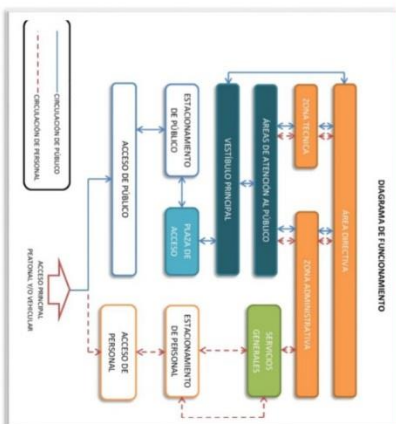 DIAGRAMA DE FUNCIONAMIENTO
ÁREA DIRECTIVA
ZONA TÉCNICA
ZONA ADMINISTRATIVA
ÁREAS DE ATENCIÓN AL PÚBLICO
SERVICIOS
GENERALES
VESTÍBULO PRINCIPAL
ESTACIONAMIENTO
DE PÚBLICO
PLAZA DE
ACCESO
ESTACIONAMIENTO
DE PERSONAL
ACCESO DE PÚBLICO
ACCESO DE
PERSONAL
ACCESO PRINCIPAL
PEATONAL Y/O VEHICULAR
CIRCULACIÓN DE PÚBLICO
CIRCULACIÓN DE PERSONAL